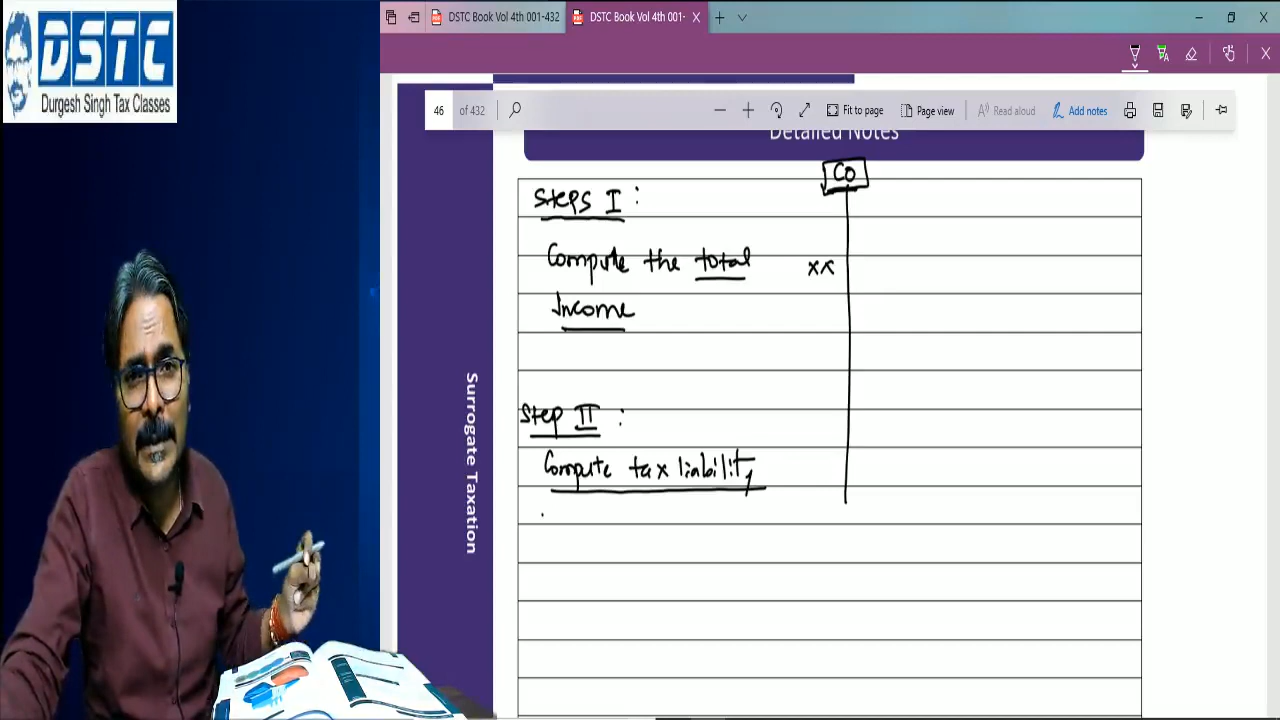 DSTC
Durgesh Singh Tax Classes
DSTC Book Vol 4th 001-432
DSTC Book Vol 4th 001-
46 of 432
Fit to page
Page view
Read aloud
Add notes
Detailed Notes
Surrogate Taxation
CO
Steps I :
Compute the total xx
Income
Step II :
Compute tax liability